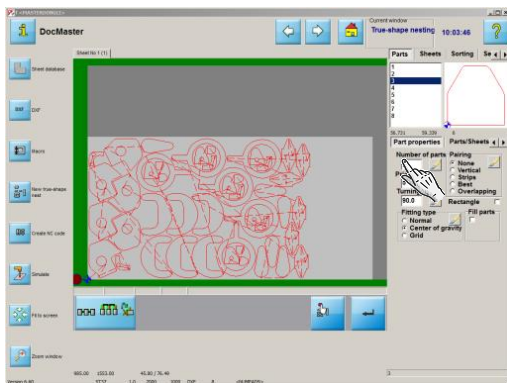 DocMaster
Current window
True-shape nesting 10:03:46
Sheet No 1 (1)
Parts Sheets Sorting Se
1
2
3
4
5
6
7
8
Sheet database
DXF
Macro
New true-shape nest
Create NC code
Simulate
Fit to screen
Zoom window
Part properties Parts/Sheets
Number of parts Pairing
None
Vertical
Strips
Best
Overlapping
Turning
90.0
Rectangle
Fitting type
Fill parts
Normal
Center of gravity
Grid